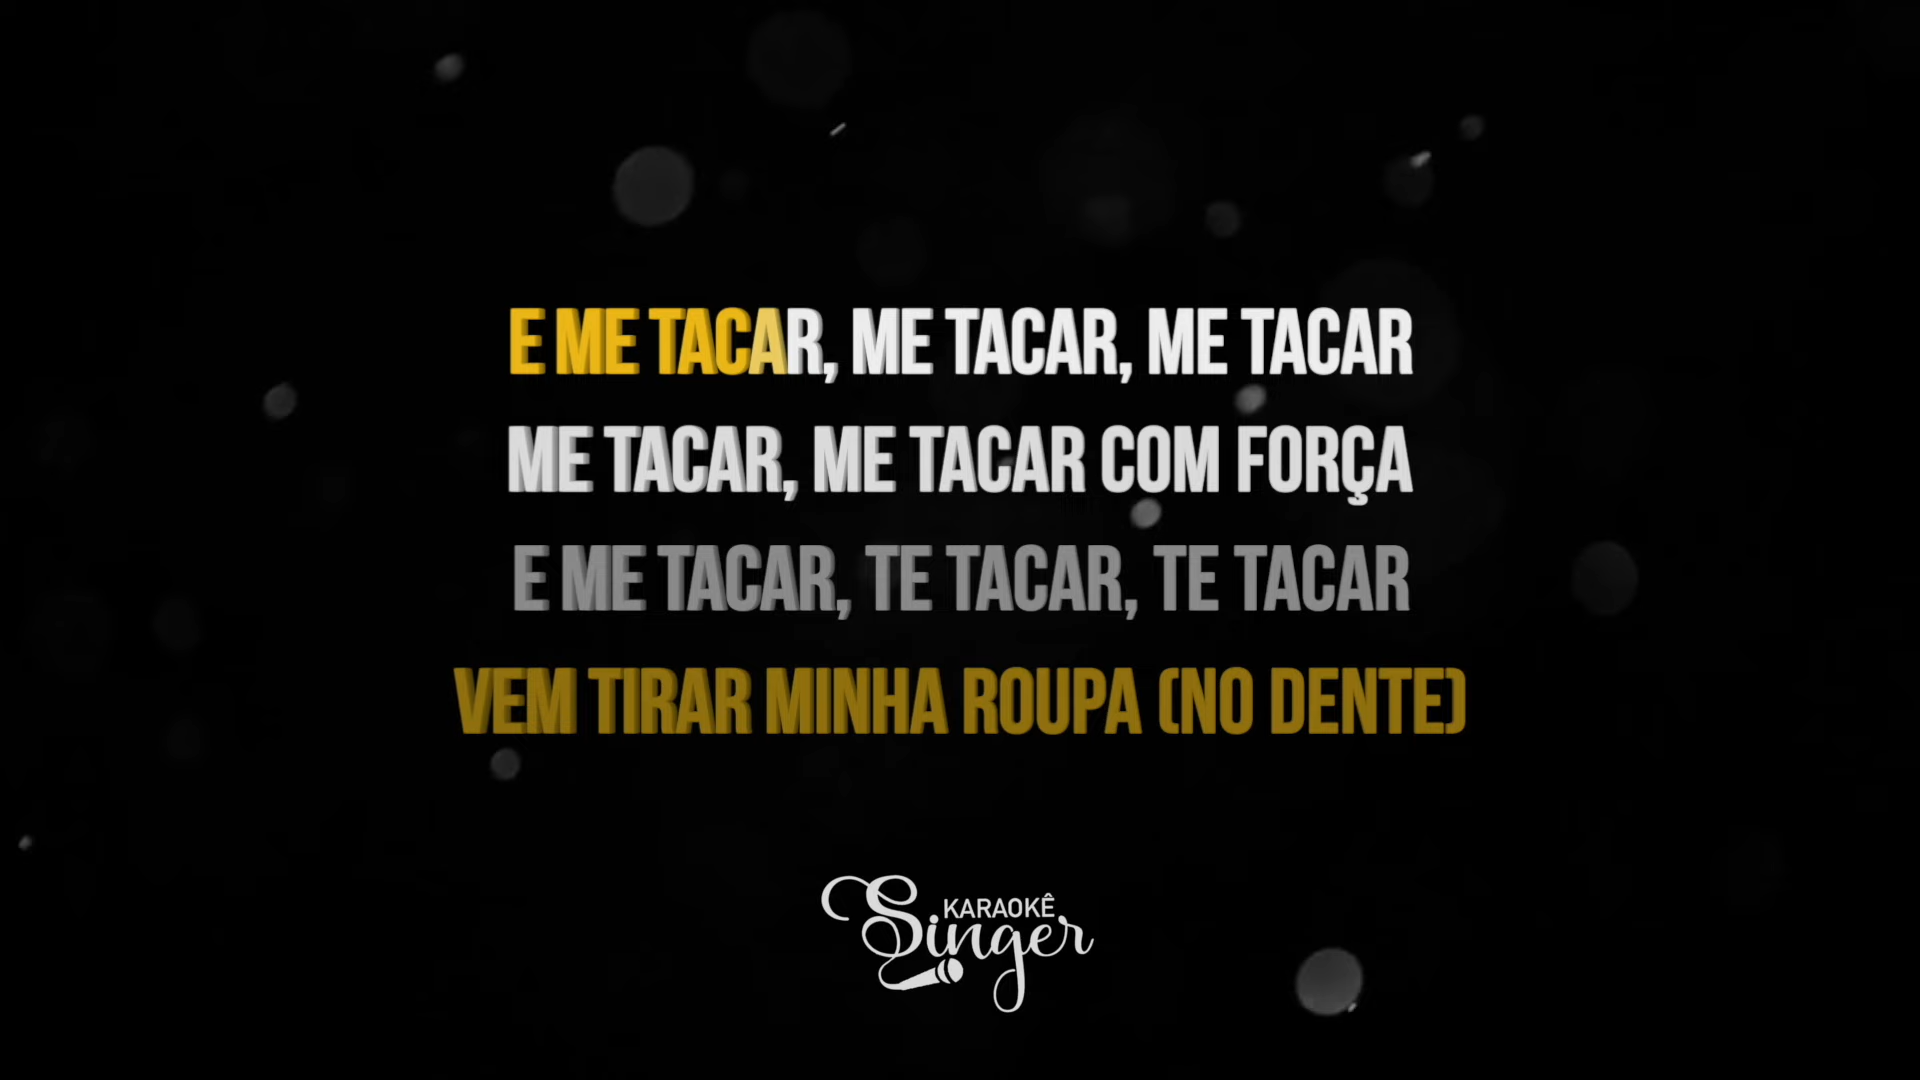 E ME TACAR, ME TACAR, ME TACAR
ME TACAR, ME TACAR COM FORÇA
E ME TACAR, TE TACAR, TE TACAR
VEM TIRAR MINHA ROUPA (NO DENTE)
KARAOKÊ
Singer